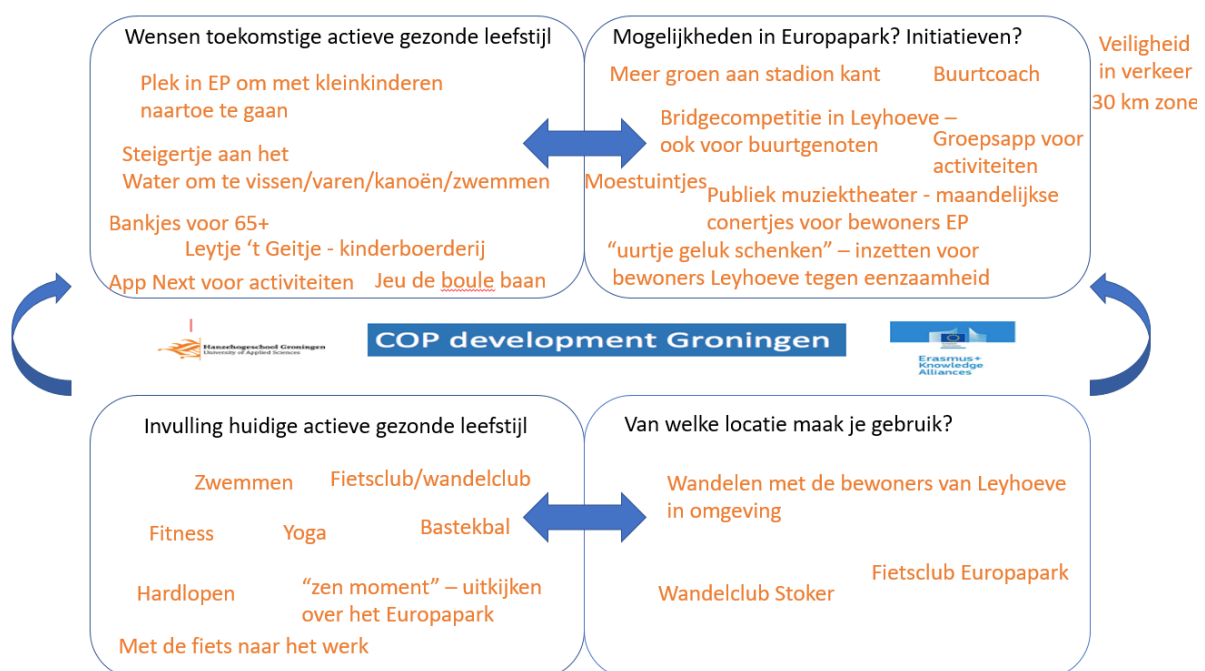 Wensen toekomstige actieve gezonde leefstijl
Plek in EP om met kleinkinderen
naartoe te gaan
Steigertje aan het
Water om te vissen/varen/kanoën/zwemmen
Bankjes voor 65+
Leytje ‘t Geitje - kinderboerderij
App Next voor activiteiten
Jeu de boule baan
Mogelijkheden in Europapark? Initiatieven?
Meer groen aan stadion kant
Buurtcoach
Bridgecompetitie in Leyhoeve –
ook voor buurtgenoten
Groepsapp voor
activiteiten
Moestuintjes
Publiek muziektheater - maandelijkse
conertjes voor bewoners EP
“uurtje geluk schenken” – inzetten voor
bewoners Leyhoeve tegen eenzaamheid
Veiligheid
in verkeer
30 km zone
Hanzehogeschool Groningen
University of Applied Sciences
COP development Groningen
Erasmus+
Knowledge
Alliances
Invulling huidige actieve gezonde leefstijl
Zwemmen
Fietsclub/wandelclub
Fitness
Yoga
Bastekbal
Hardlopen
“zen moment” – uitkijken
over het Europapark
Met de fiets naar het werk
Van welke locatie maak je gebruik?
Wandelen met de bewoners van Leyhoeve
in omgeving
Fietsclub Europapark
Wandelclub Stoker